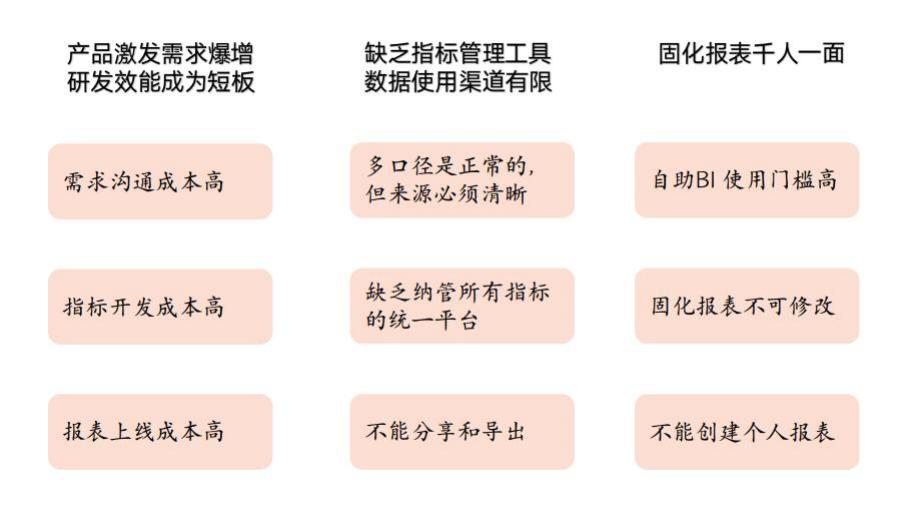 产品激发需求爆增
研发效能成为短板
需求沟通成本高
指标开发成本高
报表上线成本高
缺乏指标管理工具
数据使用渠道有限
多口径是正常的,
但来源必须清晰
缺乏纳管所有指标
的统一平台
不能分享和导出
固化报表千人一面
自助BI 使用门槛高
固化报表不可修改
不能创建个人报表